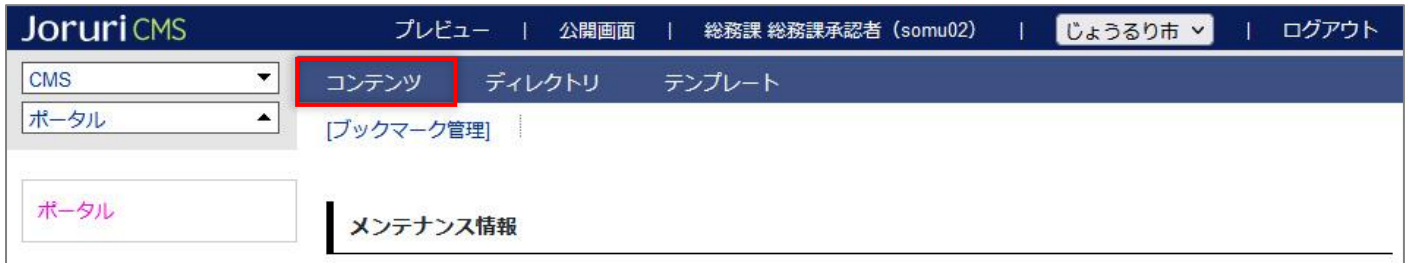 Joruri CMS プレビュー | 公開画面 | 総務課 総務課承認者（somu02） | じょうるり市 | ログアウト
CMS コンテンツ ディレクトリ テンプレート
ポータル [ブックマーク管理]
ポータル
メンテナンス情報